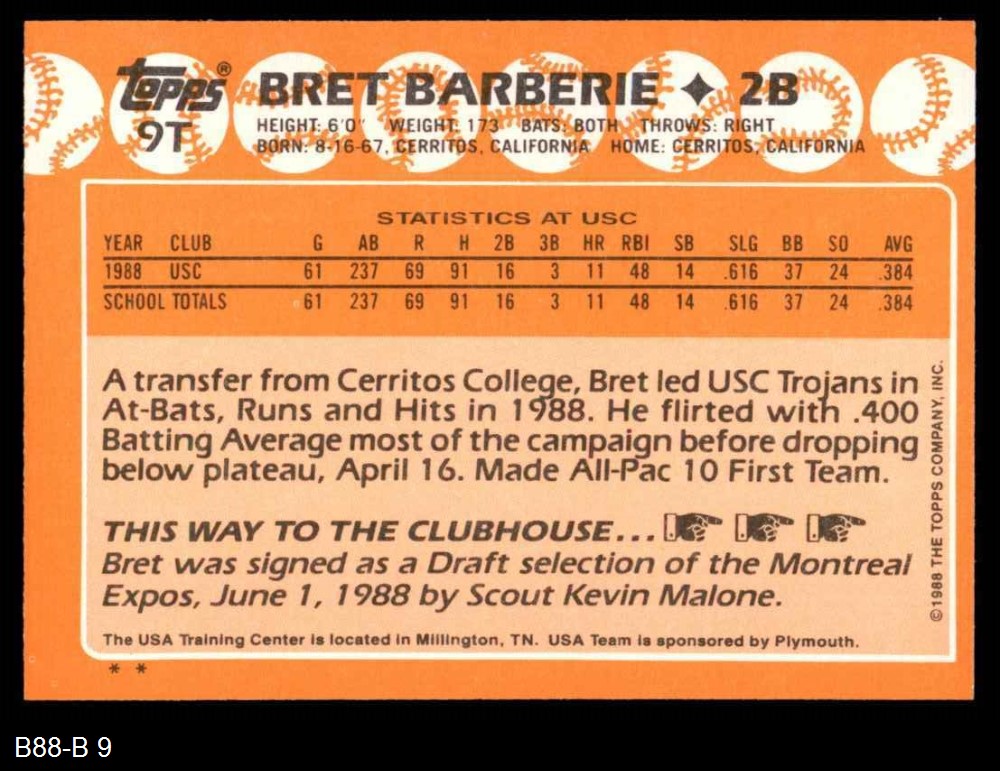 topps®
9T
BRET BARBERIE ♦ 2B
HEIGHT: 6'0" WEIGHT: 173 BATS: BOTH THROWS: RIGHT
BORN: 8-16-67, CERRITOS, CALIFORNIA HOME: CERRITOS, CALIFORNIA
STATISTICS AT USC
YEAR CLUB G AB R H 2B 3B HR RBI SB SLG BB SO AVG
1988 USC 61 237 69 91 16 3 11 48 14 .616 37 24 .384
SCHOOL TOTALS 61 237 69 91 16 3 11 48 14 .616 37 24 .384
A transfer from Cerritos College, Bret led USC Trojans in
At-Bats, Runs and Hits in 1988. He flirted with .400
Batting Average most of the campaign before dropping
below plateau, April 16. Made All-Pac 10 First Team.
THIS WAY TO THE CLUBHOUSE...
Bret was signed as a Draft selection of the Montreal
Expos, June 1, 1988 by Scout Kevin Malone.
The USA Training Center is located in Millington, TN. USA Team is sponsored by Plymouth.
* *
©1988 THE TOPPS COMPANY, INC.
B88-B 9